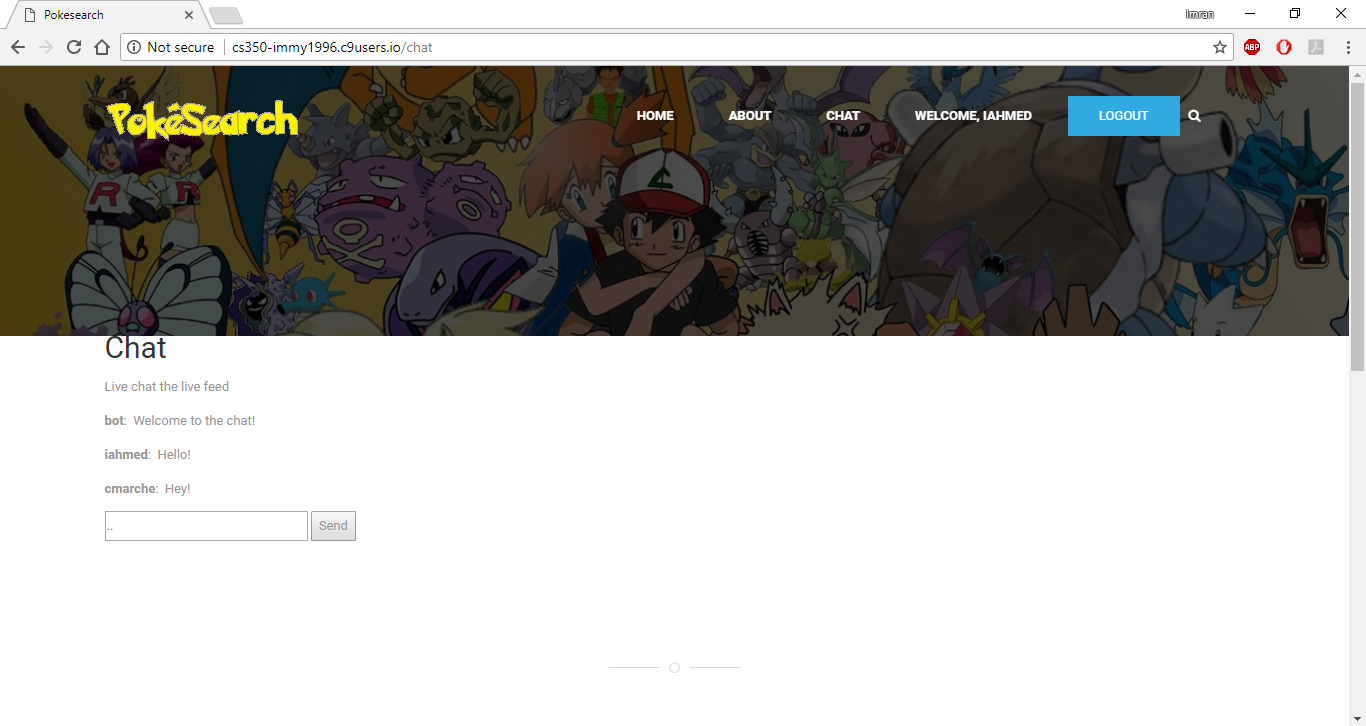 Pokesearch
Imran
Not secure cs350-immy1996.c9users.io/chat
ABP
PokéSearch
HOME ABOUT CHAT WELCOME, IAHMED LOGOUT
R R
Chat
Live chat the live feed
bot: Welcome to the chat!
iahmed: Hello!
cmarche: Hey!
.. Send